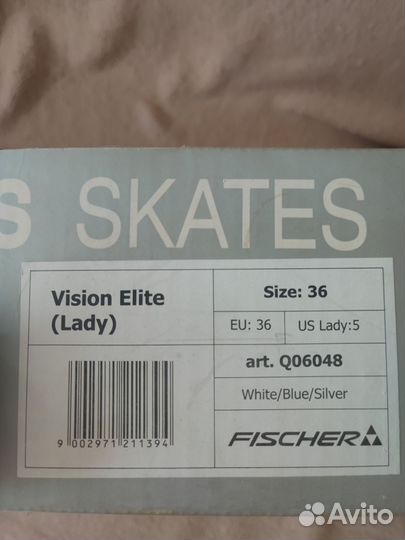 S SKATES
Vision Elite
(Lady)
Size: 36
EU: 36
US Lady:5
art. Q06048
White/Blue/Silver
FISCHER
9 002971 211394
Avito